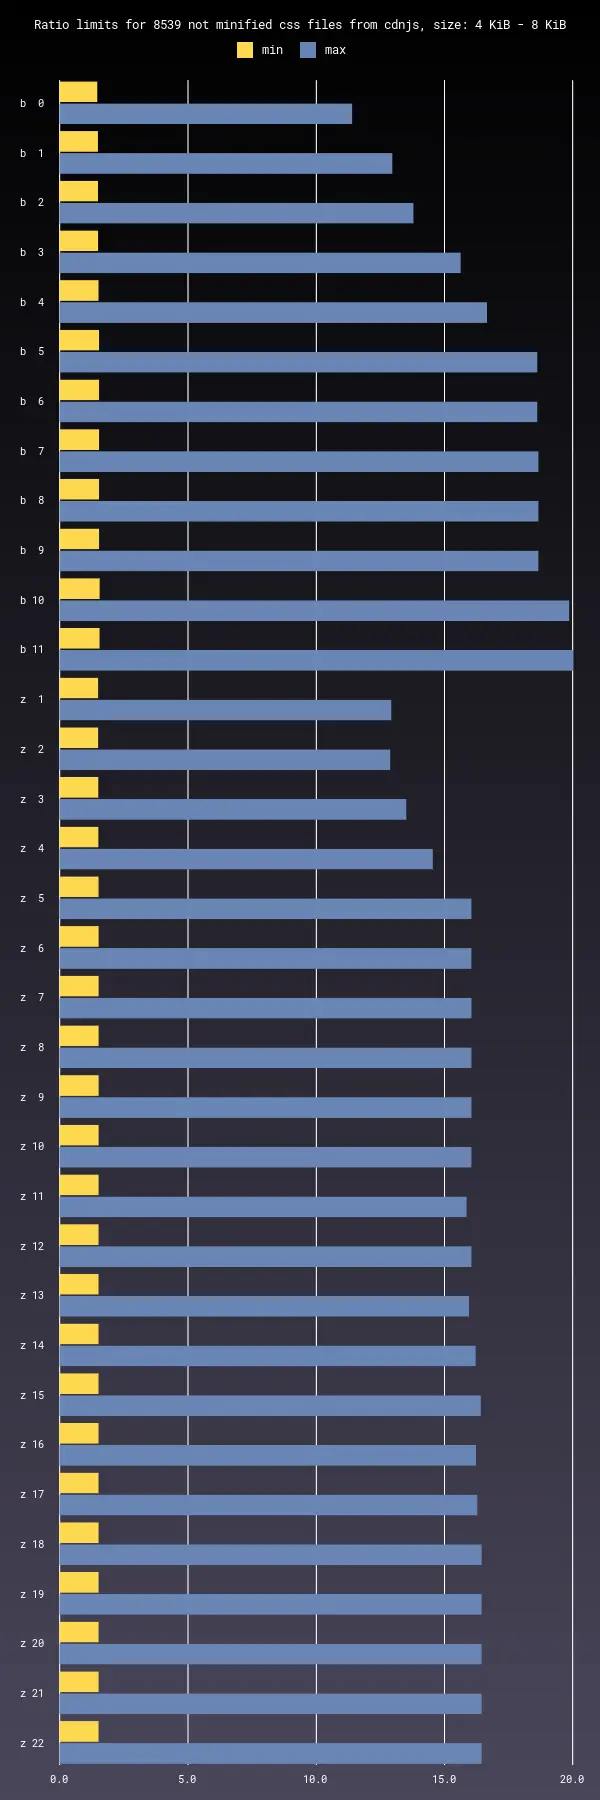 Ratio limits for 8539 not minified css files from cdnjs, size: 4 KiB - 8 KiB
min max
b 0
b 1
b 2
b 3
b 4
b 5
b 6
b 7
b 8
b 9
b 10
b 11
z 1
z 2
z 3
z 4
z 5
z 6
z 7
z 8
z 9
z 10
z 11
z 12
z 13
z 14
z 15
z 16
z 17
z 18
z 19
z 20
z 21
z 22
0.0 5.0 10.0 15.0 20.0